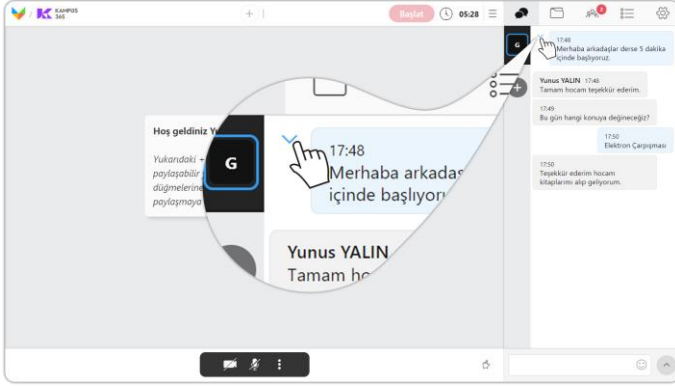 KAMPUS
365
Başlat
05:28
2
G
17:48
Merhaba arkadaşlar derse 5 dakika
içinde başlıyoruz.
Yunus YALIN 17:48
Tamam hocam teşekkür ederim.
17:49
Bu gün hangi konuya değineceğiz?
17:50
Elektron Çarpışması
17:50
Teşekkür ederim hocam
kitaplarımı alıp geliyorum.
Hoş geldiniz
Yukarıdaki +
paylaşabilir
düğmelerine
paylaşmaya
G
17:48
Merhaba arkadaş
içinde başlıyoru
Yunus YALIN
Tamam ho